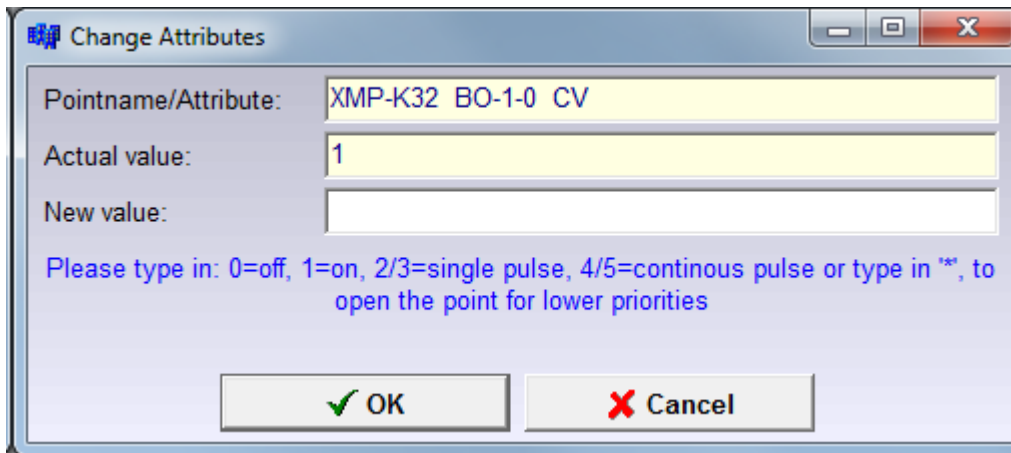 Change Attributes
Pointname/Attribute: XMP-K32 BO-1-0 CV
Actual value: 1
New value:
Please type in: 0=off, 1=on, 2/3=single pulse, 4/5=continous pulse or type in '*', to
open the point for lower priorities
OK Cancel